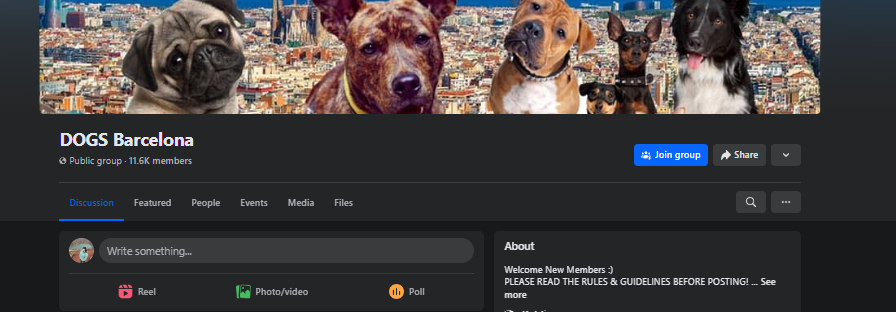 DOGS Barcelona
Public group · 11.6K members
Join group
Share
Discussion
Featured
People
Events
Media
Files
Write something...
Reel
Photo/video
Poll
About
Welcome New Members :)
PLEASE READ THE RULES & GUIDELINES BEFORE POSTING! ... See
more